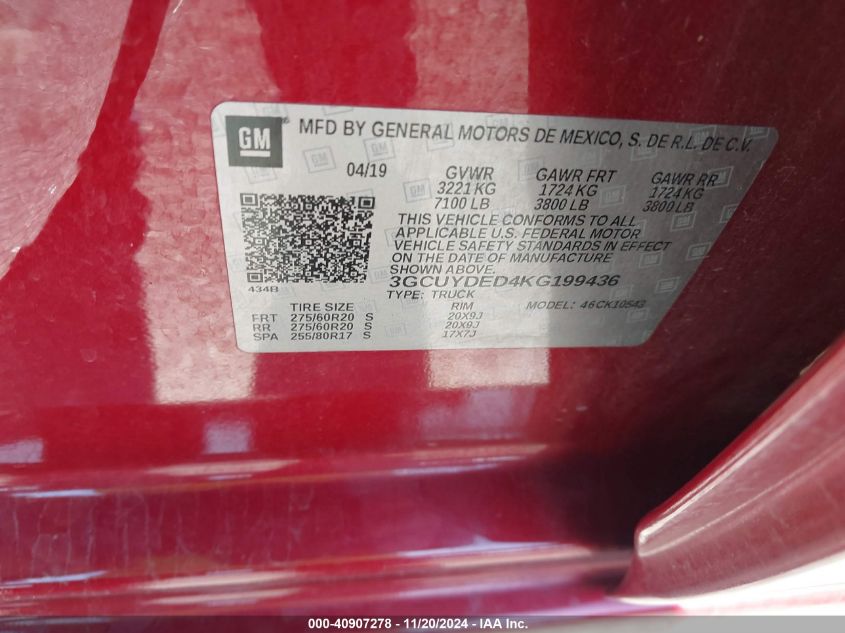 GM MFD BY GENERAL MOTORS DE MEXICO, S. DE R.L. DE C.V.
04/19 GVWR GAWR FRT GAWR RR
3221 KG 1724 KG 1724 KG
7100 LB 3800 LB 3800 LB
THIS VEHICLE CONFORMS TO ALL
APPLICABLE U.S. FEDERAL MOTOR
VEHICLE SAFETY STANDARDS IN EFFECT
ON THE DATE OF MANUFACTURE
SHOWN ABOVE.
434B 3GCUYDED4KG199436
TYPE: TRUCK MODEL: 46CK10543
TIRE SIZE RIM
FRT 275/60R20 S 20X9J
RR 275/60R20 S 20X9J
SPA 255/80R17 S 17X7J
000-40907278 - 11/20/2024 - IAA Inc.